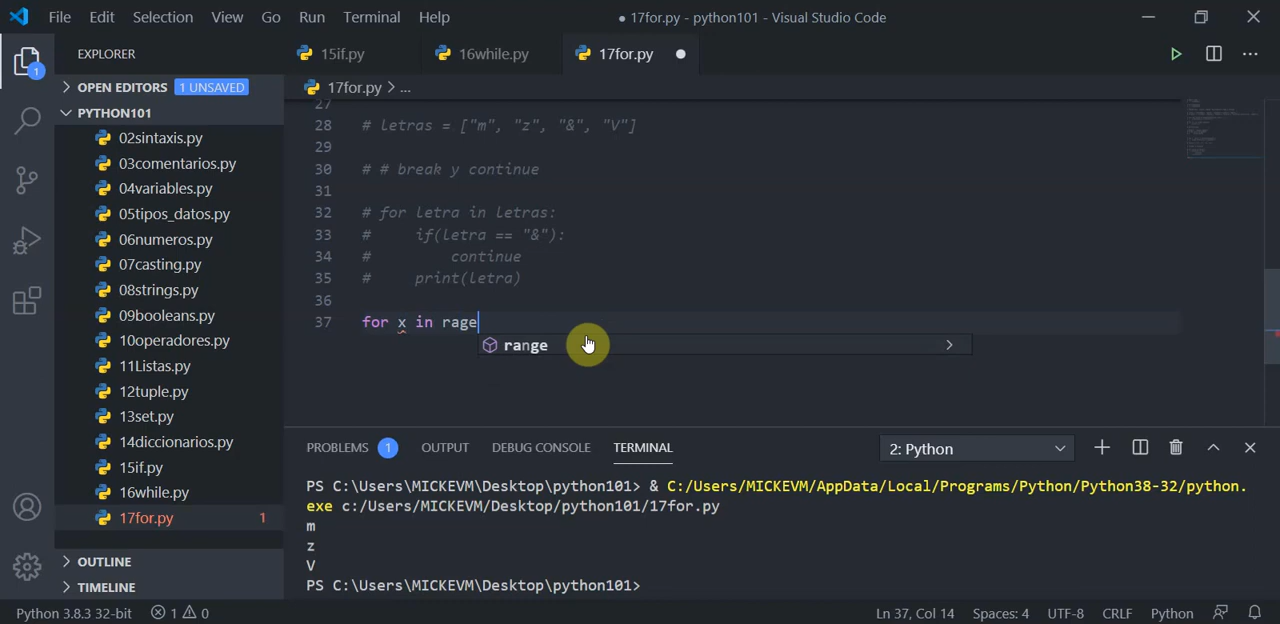 File Edit Selection View Go Run Terminal Help ● 17for.py - python101 - Visual Studio Code
EXPLORER 15if.py 16while.py 17for.py
1
OPEN EDITORS 1 UNSAVED 17for.py > ...
PYTHON101
02sintaxis.py
03comentarios.py
04variables.py
05tipos_datos.py
06numeros.py
07casting.py
08strings.py
09booleans.py
10operadores.py
11Listas.py
12tuple.py
13set.py
14diccionarios.py
15if.py
16while.py
17for.py 1
OUTLINE
TIMELINE
27
28 # letras = ["m", "z", "&", "V"]
29
30 # # break y continue
31
32 # for letra in letras:
33 #     if(letra == "&"):
34 #         continue
35 #     print(letra)
36
37 for x in rage
range
PROBLEMS 1 OUTPUT DEBUG CONSOLE TERMINAL 2: Python
PS C:\Users\MICKEVM\Desktop\python101> & C:/Users/MICKEVM/AppData/Local/Programs/Python/Python38-32/python.
exe c:/Users/MICKEVM/Desktop/python101/17for.py
m
z
V
PS C:\Users\MICKEVM\Desktop\python101>
Python 3.8.3 32-bit 1 0 Ln 37, Col 14 Spaces: 4 UTF-8 CRLF Python